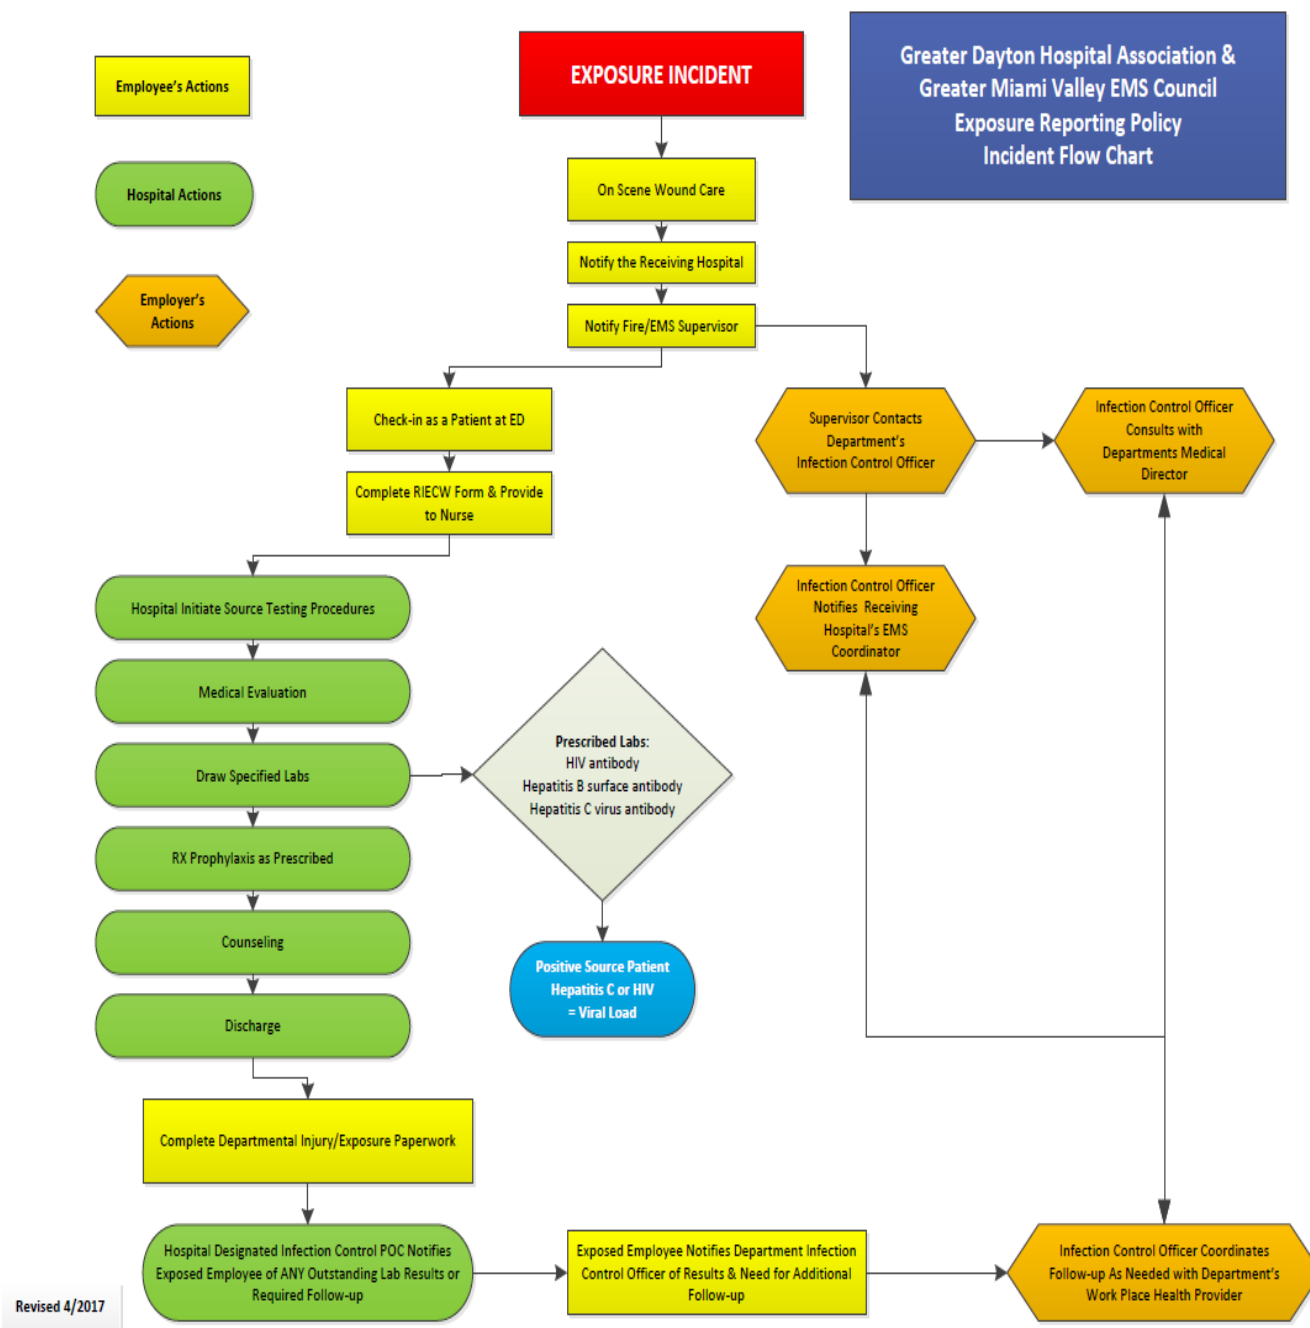 Employee's Actions
Hospital Actions
Employer's
Actions
EXPOSURE INCIDENT
Greater Dayton Hospital Association &
Greater Miami Valley EMS Council
Exposure Reporting Policy
Incident Flow Chart
On Scene Wound Care
Notify the Receiving Hospital
Notify Fire/EMS Supervisor
Check-in as a Patient at ED
Complete RIECW Form & Provide
to Nurse
Supervisor Contacts
Department's
Infection Control Officer
Infection Control Officer
Consults with
Departments Medical
Director
Infection Control Officer
Notifies Receiving
Hospital's EMS
Coordinator
Hospital Initiate Source Testing Procedures
Medical Evaluation
Draw Specified Labs
Prescribed Labs:
HIV antibody
Hepatitis B surface antibody
Hepatitis C virus antibody
RX Prophylaxis as Prescribed
Counseling
Positive Source Patient
Hepatitis C or HIV
= Viral Load
Discharge
Complete Departmental Injury/Exposure Paperwork
Hospital Designated Infection Control POC Notifies
Exposed Employee of ANY Outstanding Lab Results or
Required Follow-up
Exposed Employee Notifies Department Infection
Control Officer of Results & Need for Additional
Follow-up
Infection Control Officer Coordinates
Follow-up As Needed with Department's
Work Place Health Provider
Revised 4/2017